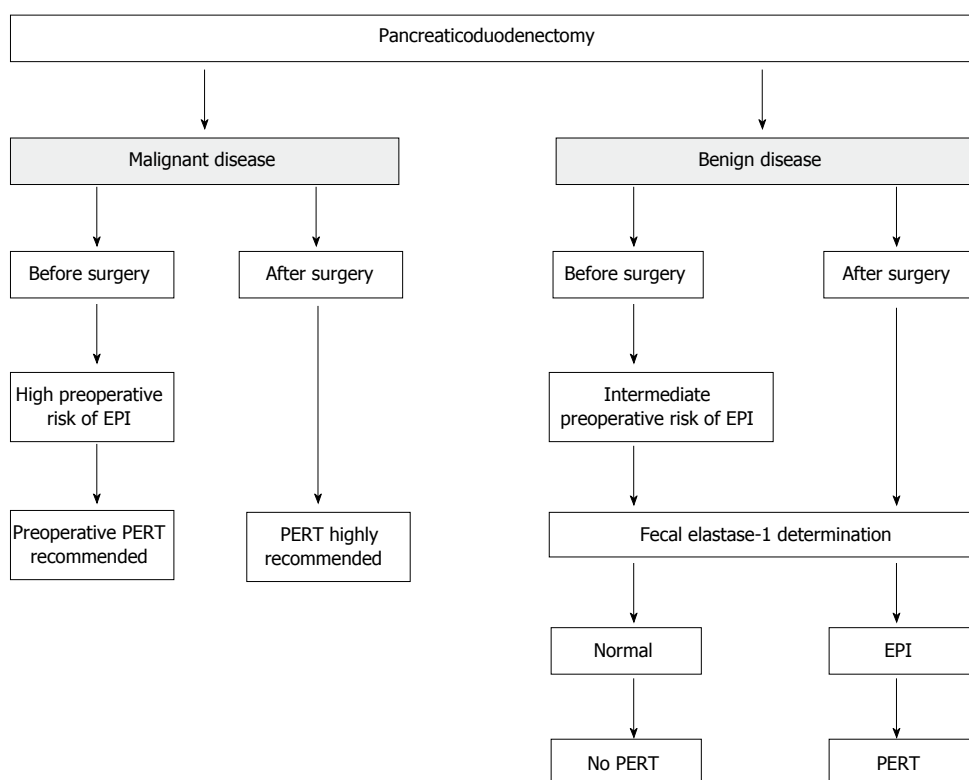 Pancreaticoduodenectomy
Malignant disease
Benign disease
Before surgery
After surgery
Before surgery
After surgery
High preoperative
risk of EPI
Intermediate
preoperative risk of EPI
Preoperative PERT
recommended
PERT highly
recommended
Fecal elastase-1 determination
Normal
EPI
No PERT
PERT